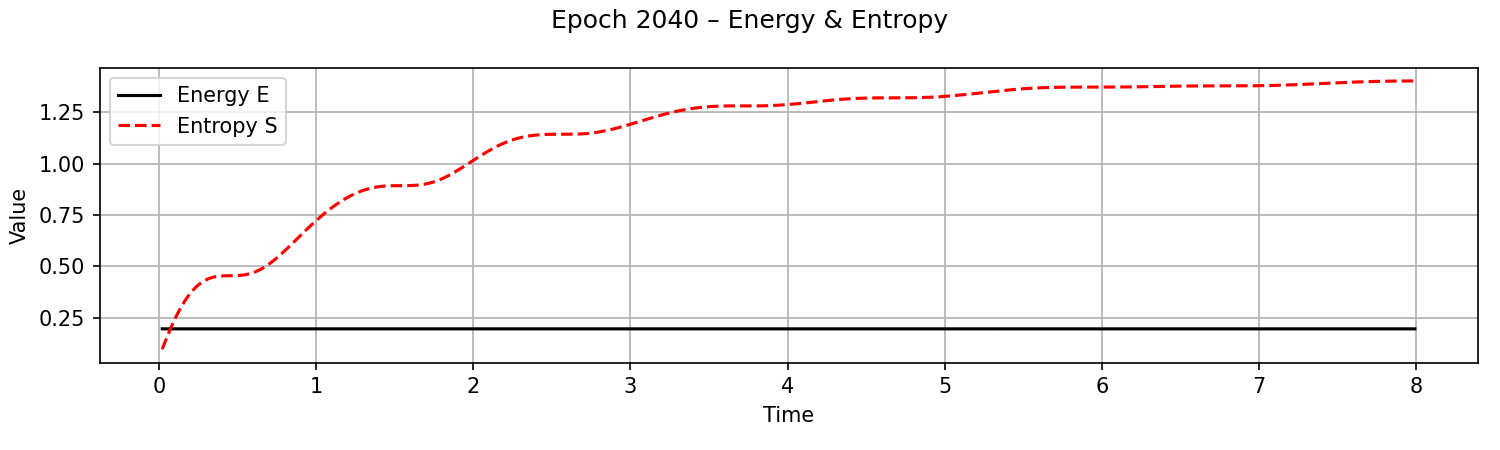 Epoch 2040 – Energy & Entropy
Energy E
Entropy S
Value
1.25
1.00
0.75
0.50
0.25
0 1 2 3 4 5 6 7 8
Time